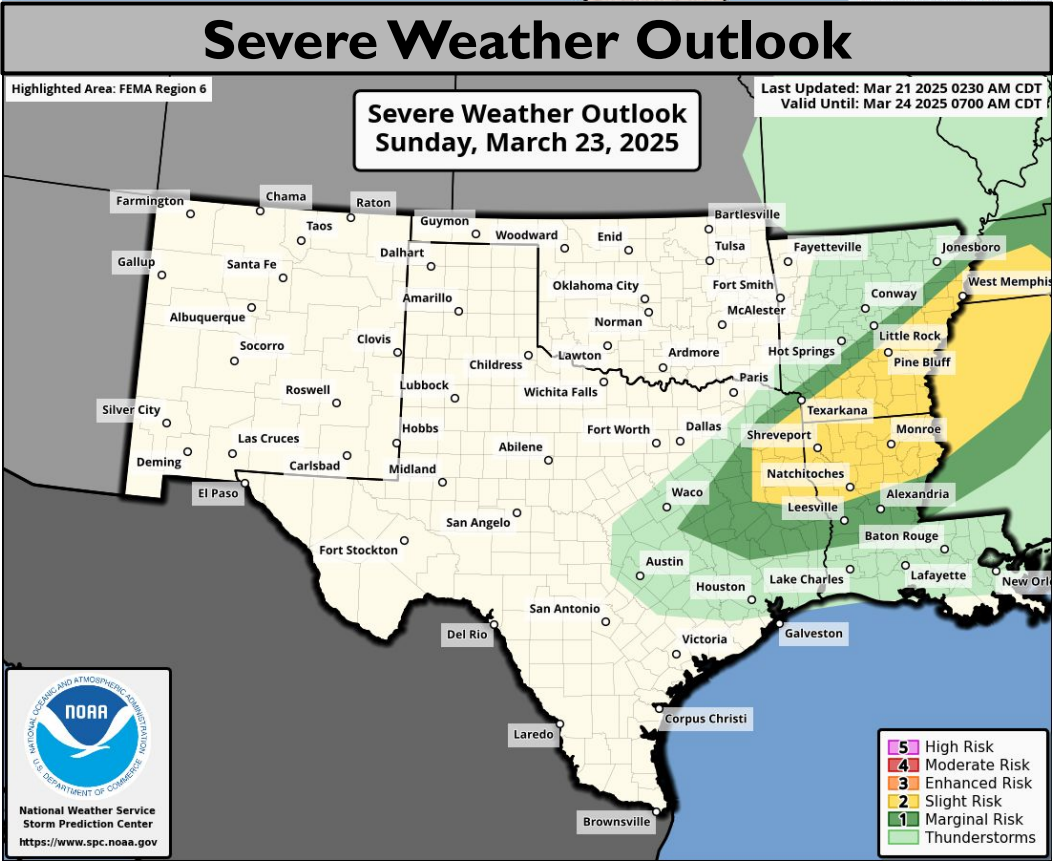 Severe Weather Outlook
Highlighted Area: FEMA Region 6
Last Updated: Mar 21 2025 0230 AM CDT
Valid Until: Mar 24 2025 0700 AM CDT
Severe Weather Outlook
Sunday, March 23, 2025
Farmington
Chama
Raton
Taos
Guymon
Woodward
Enid
Bartlesville
Tulsa
Fayetteville
Jonesboro
Gallup
Santa Fe
Dalhart
Oklahoma City
Fort Smith
Conway
West Memphis
Albuquerque
Amarillo
Norman
McAlester
Little Rock
Socorro
Clovis
Childress
Lawton
Ardmore
Hot Springs
Pine Bluff
Roswell
Lubbock
Wichita Falls
Paris
Silver City
Texarkana
Las Cruces
Hobbs
Fort Worth
Dallas
Shreveport
Monroe
Deming
Carlsbad
Midland
Abilene
Natchitoches
El Paso
Waco
Alexandria
San Angelo
Leesville
Fort Stockton
Baton Rouge
Austin
Houston
Lake Charles
Lafayette
New Orl
San Antonio
Del Rio
Galveston
Victoria
Laredo
Corpus Christi
Brownsville
NATIONAL OCEANIC AND ATMOSPHERIC ADMINISTRATION
NOAA
U.S. DEPARTMENT OF COMMERCE
National Weather Service
Storm Prediction Center
https://www.spc.noaa.gov
5 High Risk
4 Moderate Risk
3 Enhanced Risk
2 Slight Risk
1 Marginal Risk
Thunderstorms